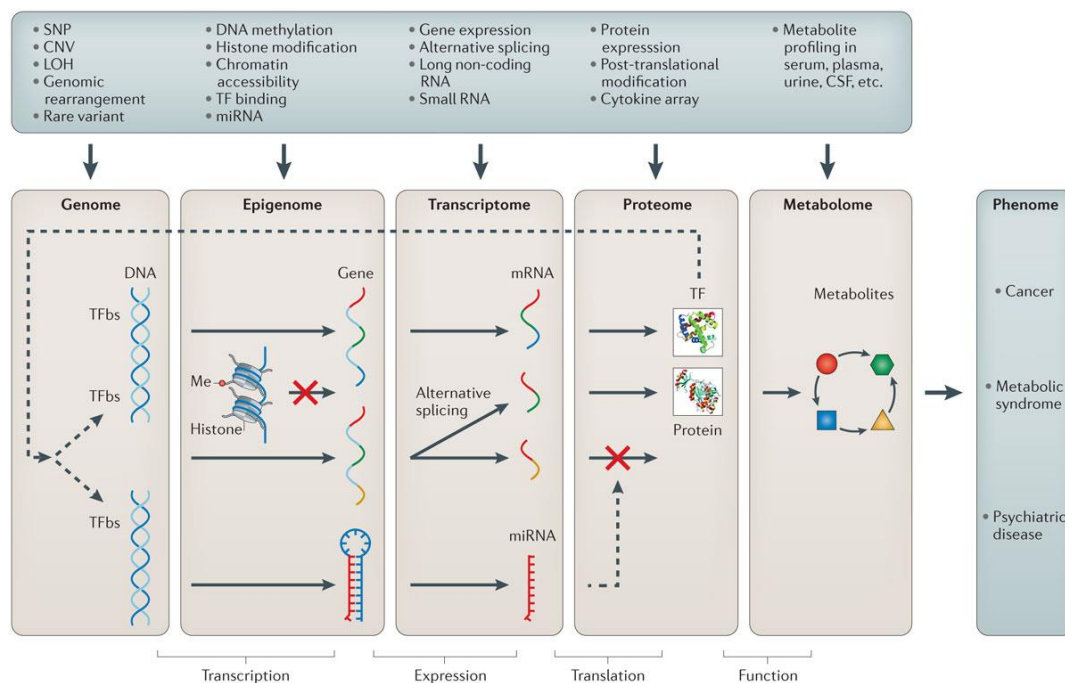 • SNP
• CNV
• LOH
• Genomic
rearrangement
• Rare variant
• DNA methylation
• Histone modification
• Chromatin
accessibility
• TF binding
• miRNA
• Gene expression
• Alternative splicing
• Long non-coding
RNA
• Small RNA
• Protein
expresssion
• Post-translational
modification
• Cytokine array
• Metabolite
profiling in
serum, plasma,
urine, CSF, etc.
Genome
Epigenome
Transcriptome
Proteome
Metabolome
Phenome
DNA
TFbs
TFbs
TFbs
Gene
Me
Histone
mRNA
Alternative
splicing
miRNA
TF
Protein
Metabolites
• Cancer
• Metabolic
syndrome
• Psychiatric
disease
Transcription
Expression
Translation
Function